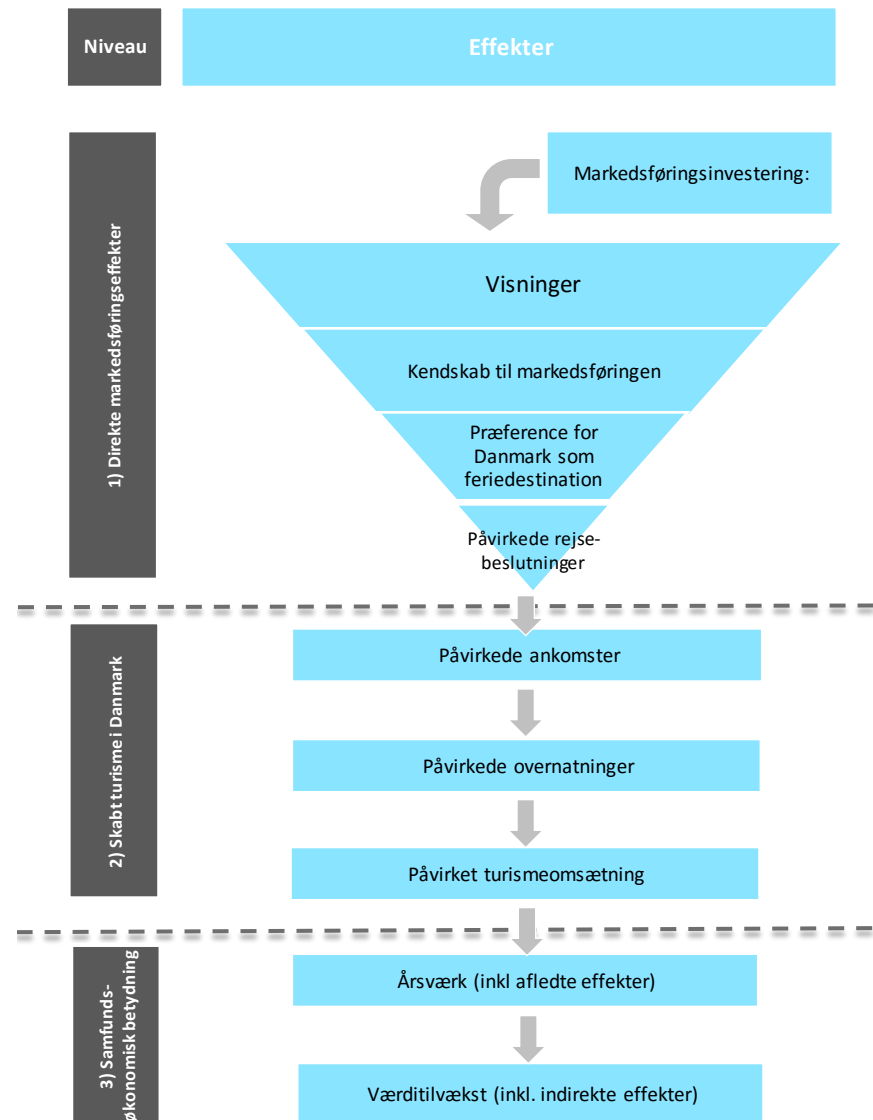 Niveau
Effekter
1) Direkte markedsføringseffekter
Markedsføringsinvestering:
Visninger
Kendskab til markedsføringen
Præference for
Danmark som
feriedestination
Påvirkede rejse-
beslutninger
2) Skabt turisme i Danmark
Påvirkede ankomster
Påvirkede overnatninger
Påvirket turismeomsætning
3) Samfunds-
økonomisk betydning
Årsværk (inkl afledte effekter)
Værditilvækst (inkl. indirekte effekter)